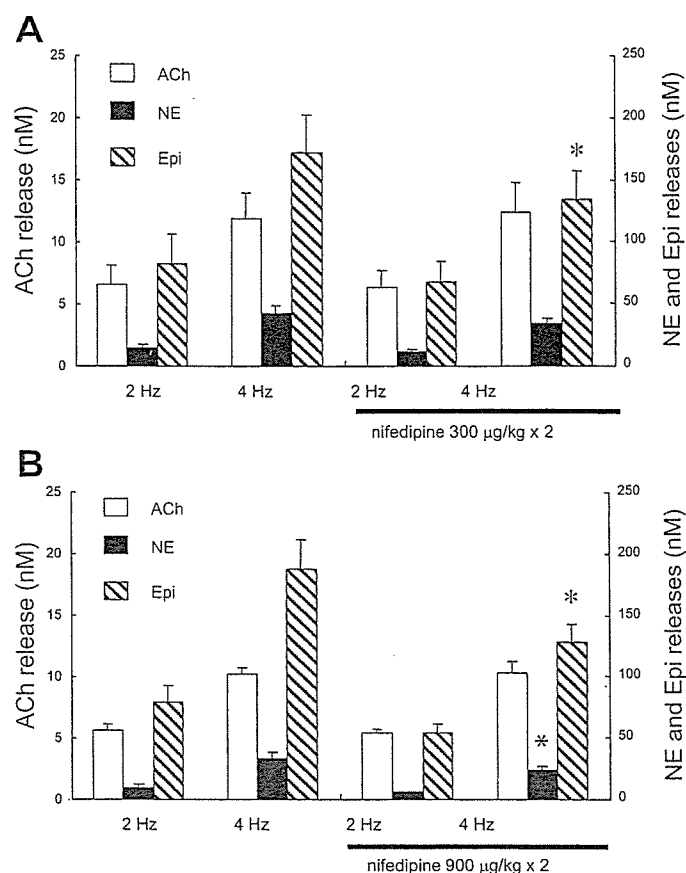 A
ACh release (nM)
25
20
15
10
5
0
ACh
NE
Epi
*
250
200
150
100
50
0
NE and Epi releases (nM)
2 Hz 4 Hz 2 Hz 4 Hz
nifedipine 300 µg/kg x 2
B
ACh release (nM)
25
20
15
10
5
0
ACh
NE
Epi
*
*
250
200
150
100
50
0
NE and Epi releases (nM)
2 Hz 4 Hz 2 Hz 4 Hz
nifedipine 900 µg/kg x 2